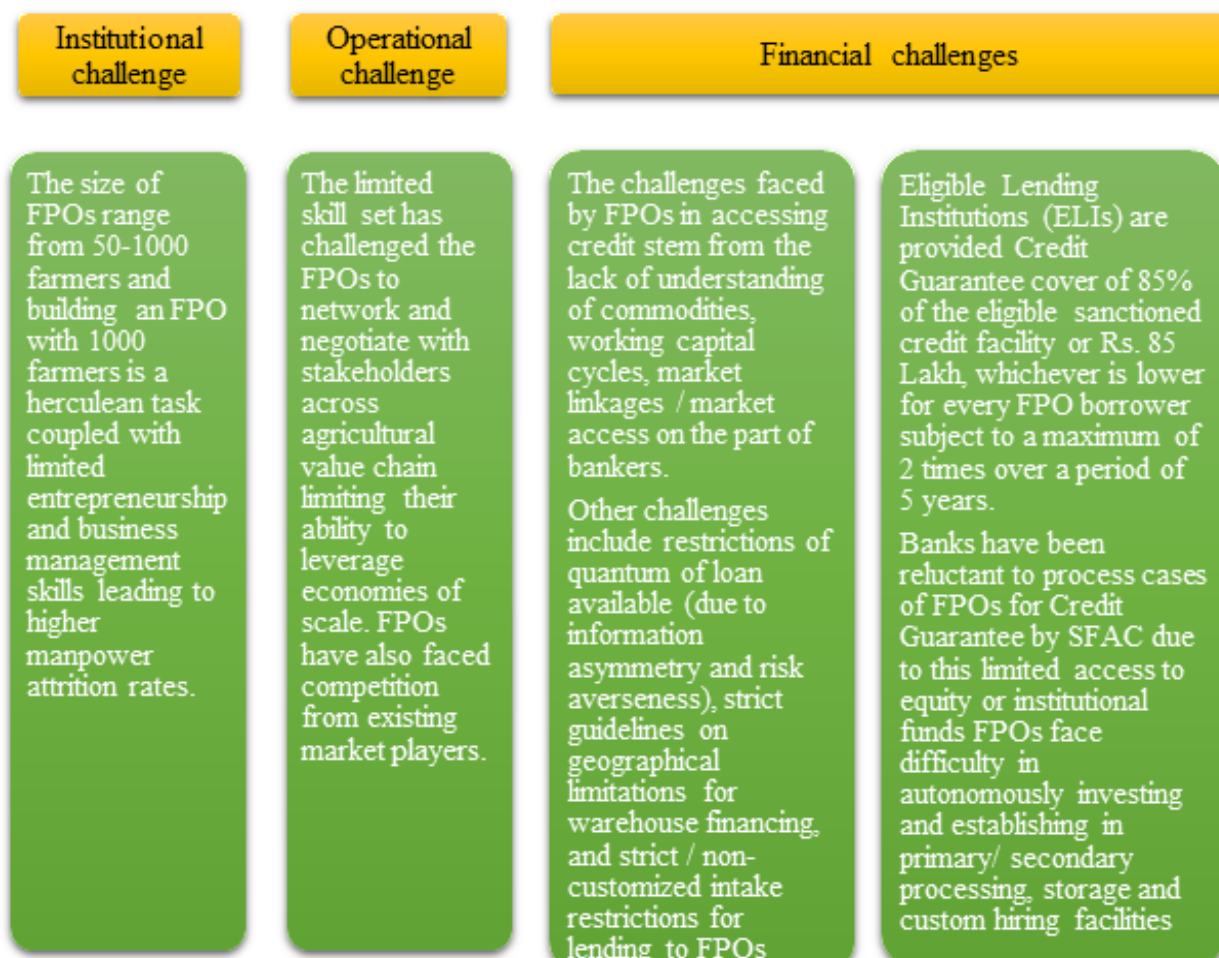 Institutional
challenge
Operational
challenge
Financial challenges
The size of
FPOs range
from 50-1000
farmers and
building an FPO
with 1000
farmers is a
herculean task
coupled with
limited
entrepreneurship
and business
management
skills leading to
higher
manpower
attrition rates.
The limited
skill set has
challenged the
FPOs to
network and
negotiate with
stakeholders
across
agricultural
value chain
limiting their
ability to
leverage
economies of
scale. FPOs
have also faced
competition
from existing
market players.
The challenges faced
by FPOs in accessing
credit stem from the
lack of understanding
of commodities,
working capital
cycles, market
linkages / market
access on the part of
bankers.
Other challenges
include restrictions of
quantum of loan
available (due to
information
asymmetry and risk
averseness), strict
guidelines on
geographical
limitations for
warehouse financing,
and strict / non-
customized intake
restrictions for
lending to FPOs
Eligible Lending
Institutions (ELIs) are
provided Credit
Guarantee cover of 85%
of the eligible sanctioned
credit facility or Rs. 85
Lakh, whichever is lower
for every FPO borrower
subject to a maximum of
2 times over a period of
5 years.
Banks have been
reluctant to process cases
of FPOs for Credit
Guarantee by SFAC due
to this limited access to
equity or institutional
funds FPOs face
difficulty in
autonomously investing
and establishing in
primary/ secondary
processing, storage and
custom hiring facilities